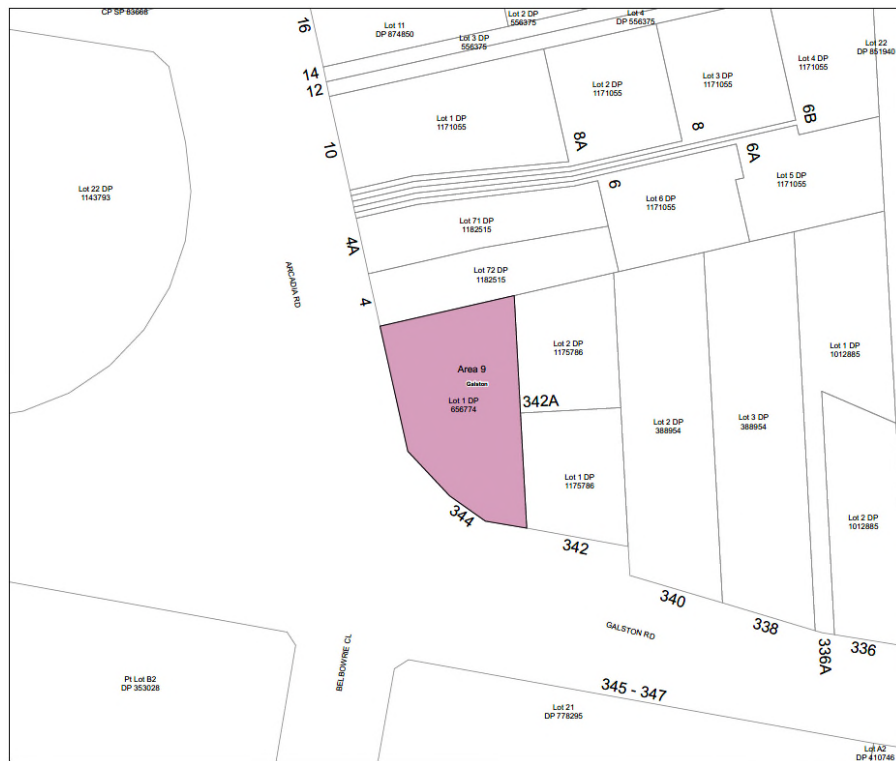 CP SP 83668
16
Lot 11
DP 874850
Lot 2 DP
556375
Lot 4
DP 556375
Lot 3 DP
556375
Lot 22
DP 851940
14
12
Lot 4 DP
1171055
Lot 3 DP
1171055
Lot 2 DP
1171055
Lot 1 DP
1171055
10
8A
8
6B
6A
6
Lot 5 DP
1171055
Lot 22 DP
1143793
Lot 6 DP
1171055
Lot 71 DP
1182515
4A
ARCADIA RD
Lot 72 DP
1182515
4
Lot 2 DP
1175786
Lot 1 DP
1012885
Area 9
Galston
Lot 1 DP
656774
342A
Lot 2 DP
388954
Lot 3 DP
388954
Lot 1 DP
1175786
Lot 2 DP
1012885
344
342
340
338
336A
336
GALSTON RD
BELBOWRIE CL
Pt Lot B2
DP 353028
345 - 347
Lot 21
DP 778295
Lot A2
DP 410746